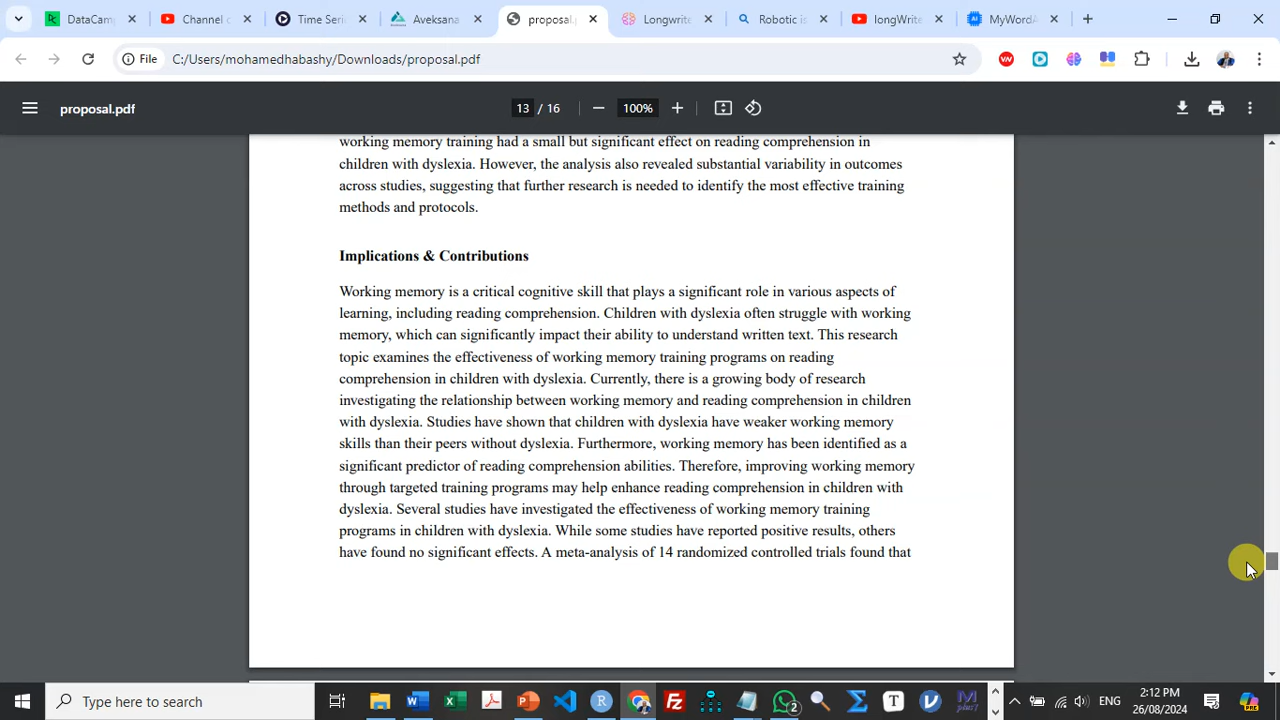 DataCamp
Channel c
Time Serie
Aveksana
proposal.p
Longwrite
Robotic is
longWrite
MyWordA
File
C:/Users/mohamedhabashy/Downloads/proposal.pdf
proposal.pdf
13 / 16
100%
working memory training had a small but significant effect on reading comprehension in
children with dyslexia. However, the analysis also revealed substantial variability in outcomes
across studies, suggesting that further research is needed to identify the most effective training
methods and protocols.
Implications & Contributions
Working memory is a critical cognitive skill that plays a significant role in various aspects of
learning, including reading comprehension. Children with dyslexia often struggle with working
memory, which can significantly impact their ability to understand written text. This research
topic examines the effectiveness of working memory training programs on reading
comprehension in children with dyslexia. Currently, there is a growing body of research
investigating the relationship between working memory and reading comprehension in children
with dyslexia. Studies have shown that children with dyslexia have weaker working memory
skills than their peers without dyslexia. Furthermore, working memory has been identified as a
significant predictor of reading comprehension abilities. Therefore, improving working memory
through targeted training programs may help enhance reading comprehension in children with
dyslexia. Several studies have investigated the effectiveness of working memory training
programs in children with dyslexia. While some studies have reported positive results, others
have found no significant effects. A meta-analysis of 14 randomized controlled trials found that
Type here to search
ENG
2:12 PM
26/08/2024